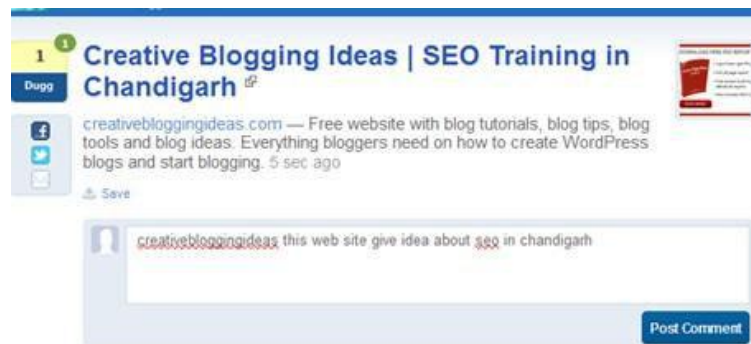 1
1
Dugg
Creative Blogging Ideas | SEO Training in
Chandigarh
creativebloggingideas.com — Free website with blog tutorials, blog tips, blog
tools and blog ideas. Everything bloggers need on how to create WordPress
blogs and start blogging. 5 sec ago
Save
creativebloggingideas this web site give idea about seo in chandigarh
Post Comment